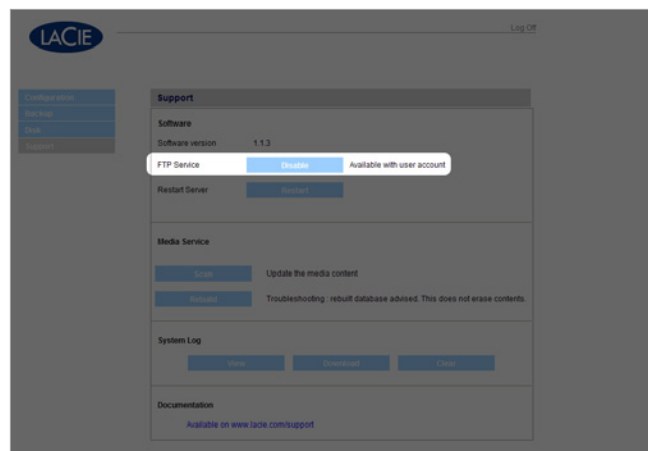 LACIE
Log Off
Configuration
Backup
Disk
Support
Support
Software
Software version 1.1.3
FTP Service Disable Available with user account
Restart Server Restart
Media Service
Scan Update the media content
Rebuild Troubleshooting : rebuilt database advised. This does not erase contents.
System Log
View Download Clear
Documentation
Available on www.lacie.com/support